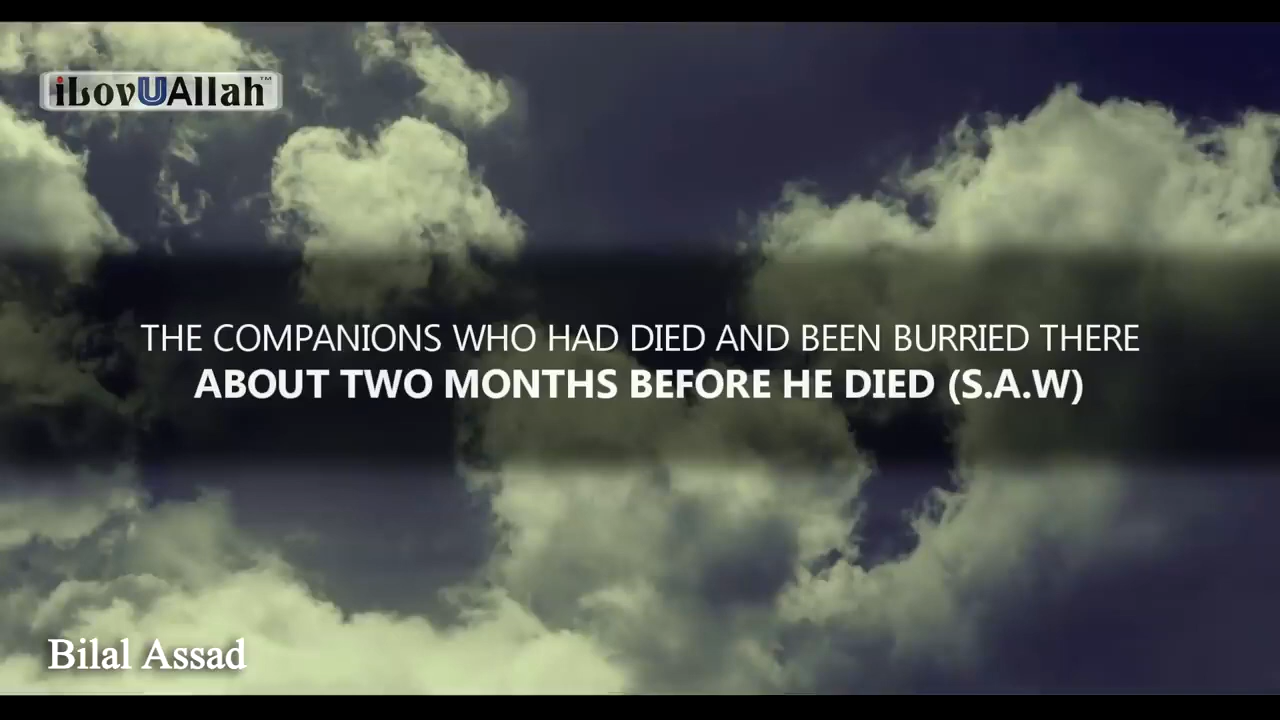 iLovUAllah™
THE COMPANIONS WHO HAD DIED AND BEEN BURRIED THERE
ABOUT TWO MONTHS BEFORE HE DIED (S.A.W)
Bilal Assad